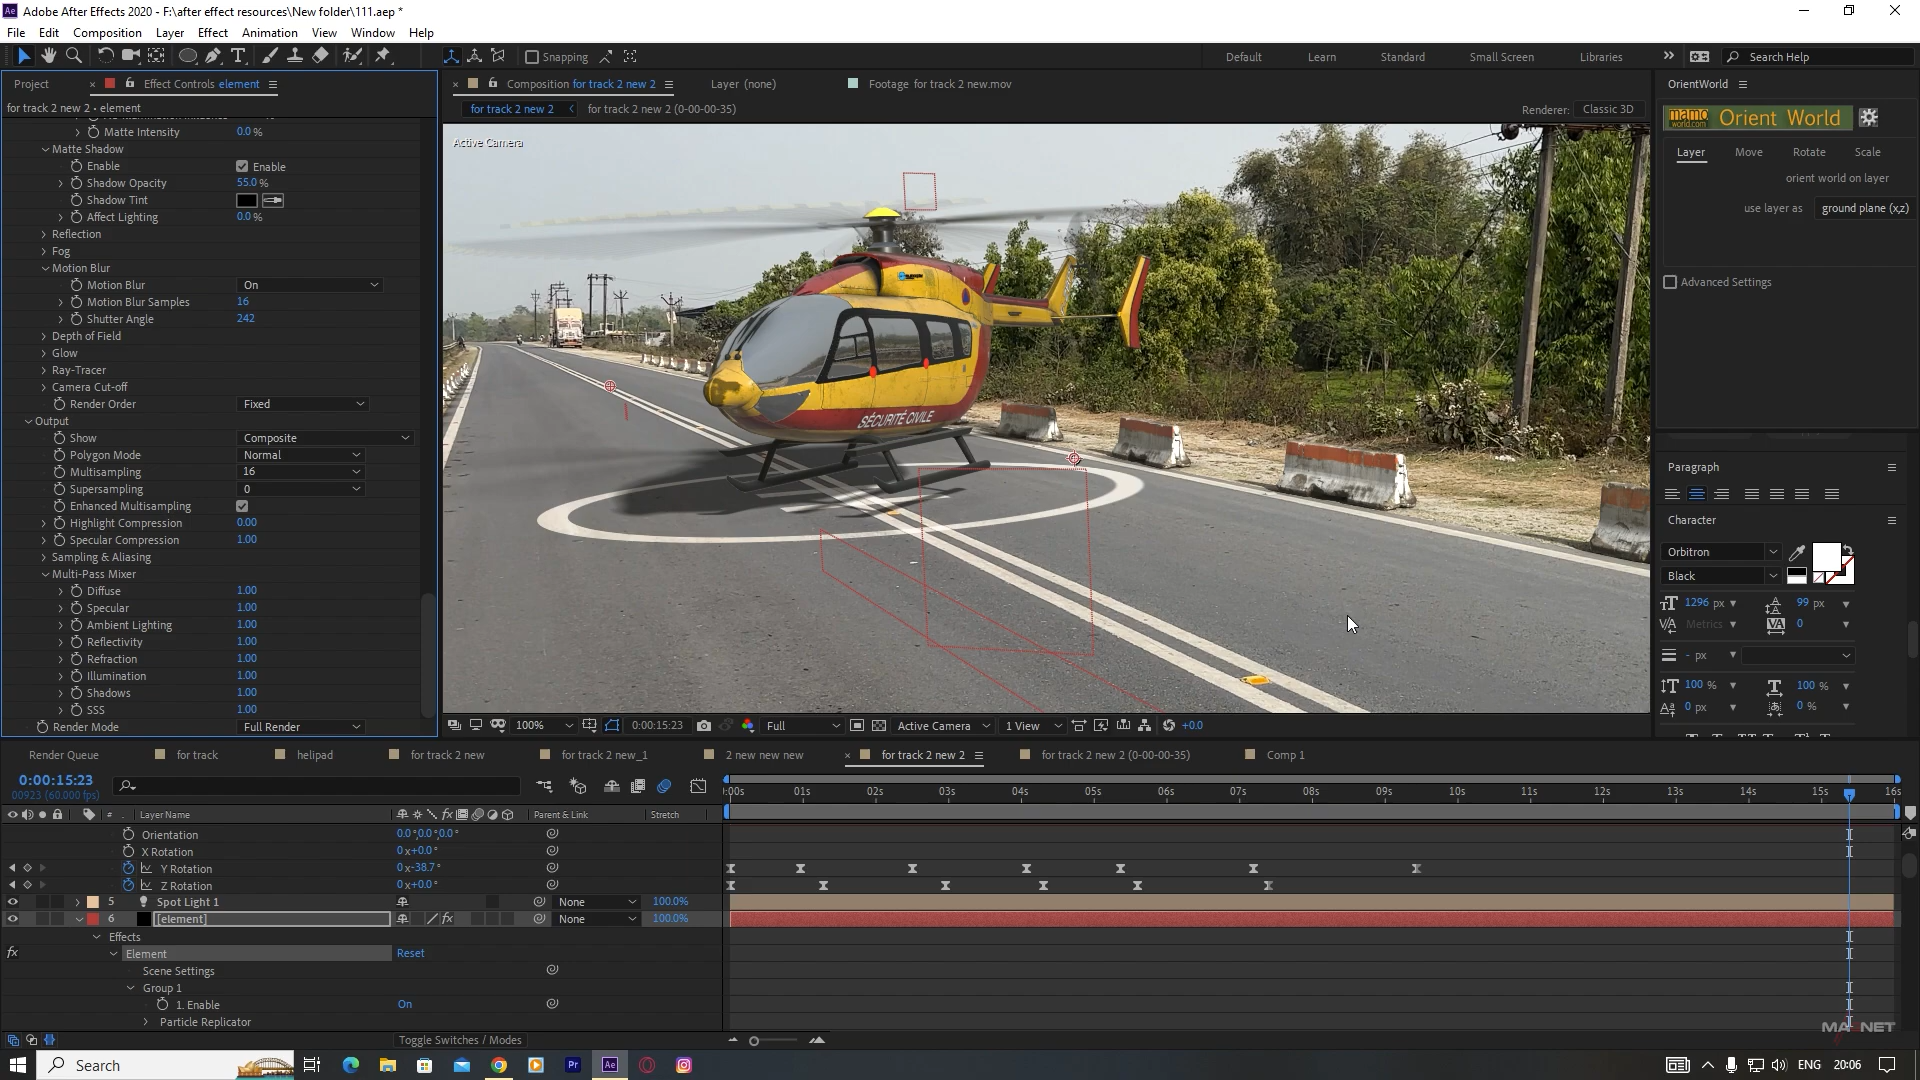 Adobe After Effects 2020 - F:\after effect resources\New folder\111.aep *
File Edit Composition Layer Effect Animation View Window Help
Snapping Default Learn Standard Small Screen Libraries Search Help
Project Effect Controls element
for track 2 new 2 • element
Matte Intensity 0.0 %
Matte Shadow
Enable Enable
Shadow Opacity 55.0 %
Shadow Tint
Affect Lighting 0.0 %
Reflection
Fog
Motion Blur
Motion Blur On
Motion Blur Samples 16
Shutter Angle 242
Depth of Field
Glow
Ray-Tracer
Camera Cut-off
Render Order Fixed
Output
Show Composite
Polygon Mode Normal
Multisampling 16
Supersampling 0
Enhanced Multisampling
Highlight Compression 0.00
Specular Compression 1.00
Sampling & Aliasing
Multi-Pass Mixer
Diffuse 1.00
Specular 1.00
Ambient Lighting 1.00
Reflectivity 1.00
Refraction 1.00
Illumination 1.00
Shadows 1.00
SSS 1.00
Render Mode Full Render
Composition for track 2 new 2 Layer (none) Footage for track 2 new.mov
for track 2 new 2 for track 2 new 2 (0-00-00-35) Renderer: Classic 3D
Active Camera
SÉCURITÉ CIVILE
100% 0:00:15:23 Full Active Camera 1 View +0.0
OrientWorld
mamo world.com Orient World
Layer Move Rotate Scale
orient world on layer
use layer as ground plane (x,z)
Advanced Settings
Paragraph
Character
Orbitron
Black
1296 px 99 px
Metrics 0
- px
100 % 100 %
0 px 0 %
Render Queue for track helipad for track 2 new for track 2 new_1 2 new new new for track 2 new 2 for track 2 new 2 (0-00-00-35) Comp 1
0:00:15:23
00923 (60.000 fps)
:00s 01s 02s 03s 04s 05s 06s 07s 08s 09s 10s 11s 12s 13s 14s 15s 16s
# Layer Name Parent & Link Stretch
Orientation 0.0°,0.0°,0.0°
X Rotation 0x+0.0°
Y Rotation 0x-38.7°
Z Rotation 0x+0.0°
5 Spot Light 1 None 100.0%
6 [element] None 100.0%
Effects
Element Reset
Scene Settings
Group 1
1. Enable On
Particle Replicator
Toggle Switches / Modes
Search ENG 20:06